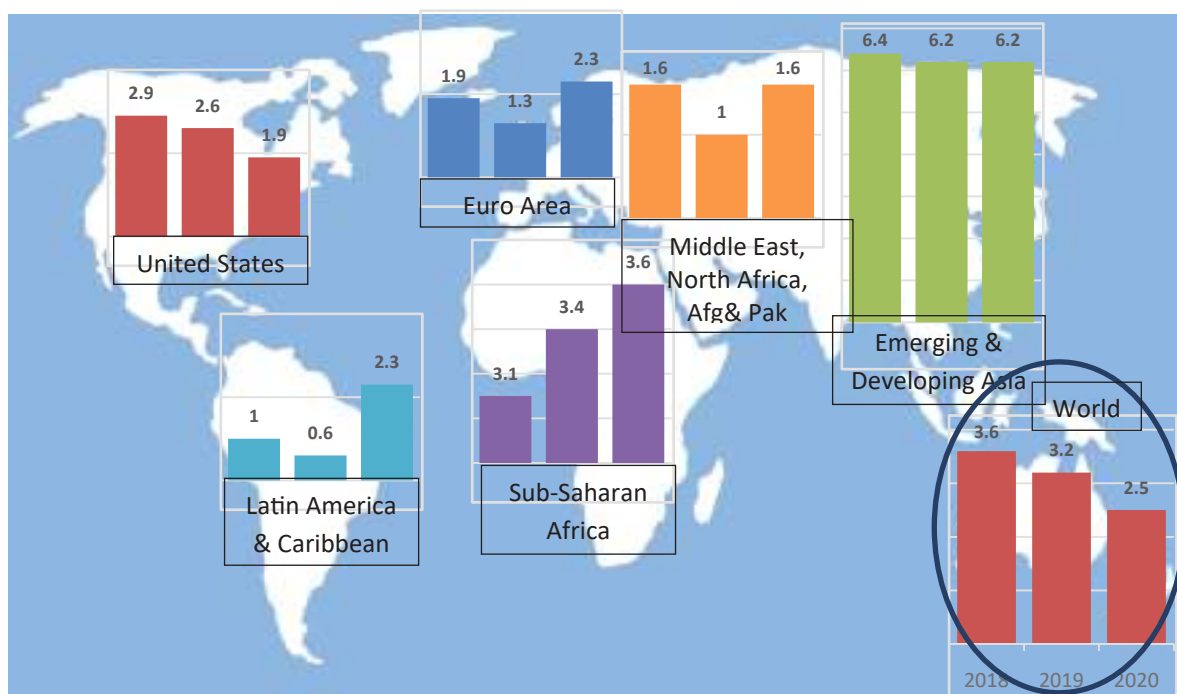 2.9 2.6 1.9
United States
1.9 1.3 2.3
Euro Area
1.6 1 1.6
Middle East,
North Africa,
Afg& Pak
6.4 6.2 6.2
Emerging &
Developing Asia
1 0.6 2.3
Latin America
& Caribbean
3.1 3.4 3.6
Sub-Saharan
Africa
World
3.6 3.2 2.5
2018 2019 2020